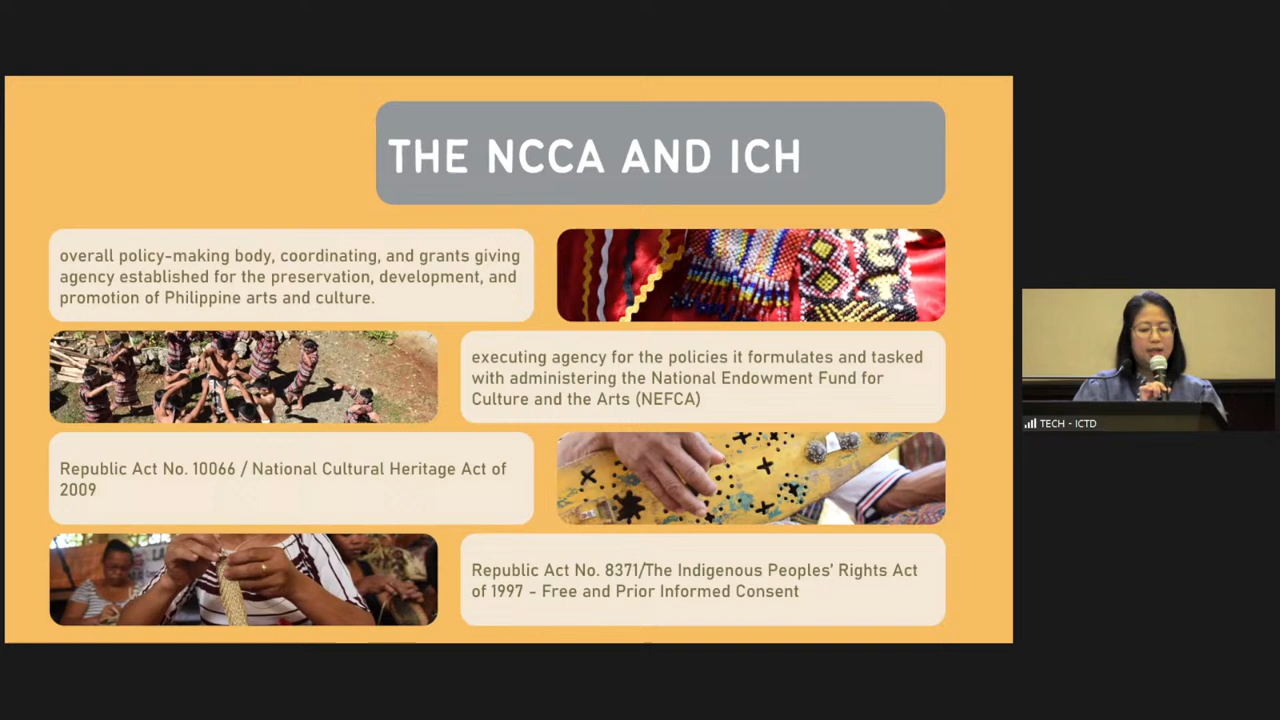 THE NCCA AND ICH
overall policy-making body, coordinating, and grants giving
agency established for the preservation, development, and
promotion of Philippine arts and culture.
executing agency for the policies it formulates and tasked
with administering the National Endowment Fund for
Culture and the Arts (NEFCA)
Republic Act No. 10066 / National Cultural Heritage Act of
2009
Republic Act No. 8371/The Indigenous Peoples' Rights Act
of 1997 - Free and Prior Informed Consent
TECH - ICTD